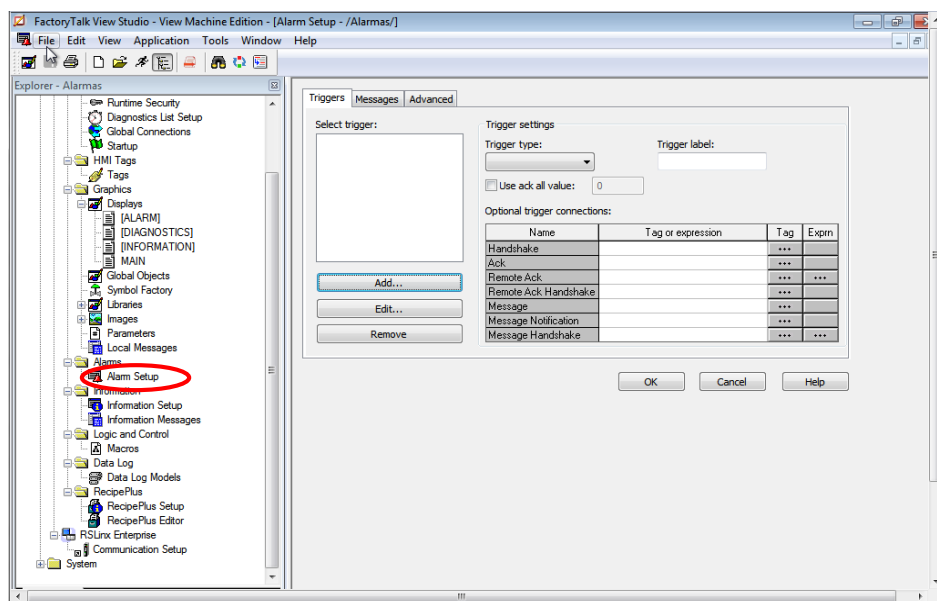 FactoryTalk View Studio - View Machine Edition - [Alarm Setup - /Alarmas/]
File Edit View Application Tools Window Help
Explorer - Alarmas
Runtime Security
Diagnostics List Setup
Global Connections
Startup
HMI Tags
Tags
Graphics
Displays
[ALARM]
[DIAGNOSTICS]
[INFORMATION]
MAIN
Global Objects
Symbol Factory
Libraries
Images
Parameters
Local Messages
Alarms
Alarm Setup
Information
Information Setup
Information Messages
Logic and Control
Macros
Data Log
Data Log Models
RecipePlus
RecipePlus Setup
RecipePlus Editor
RSLinx Enterprise
Communication Setup
System
Triggers Messages Advanced
Select trigger:
Add...
Edit...
Remove
Trigger settings
Trigger type: Trigger label:
Use ack all value: 0
Optional trigger connections:
Name Tag or expression Tag Exprn
Handshake
Ack
Remote Ack
Remote Ack Handshake
Message
Message Notification
Message Handshake
OK Cancel Help